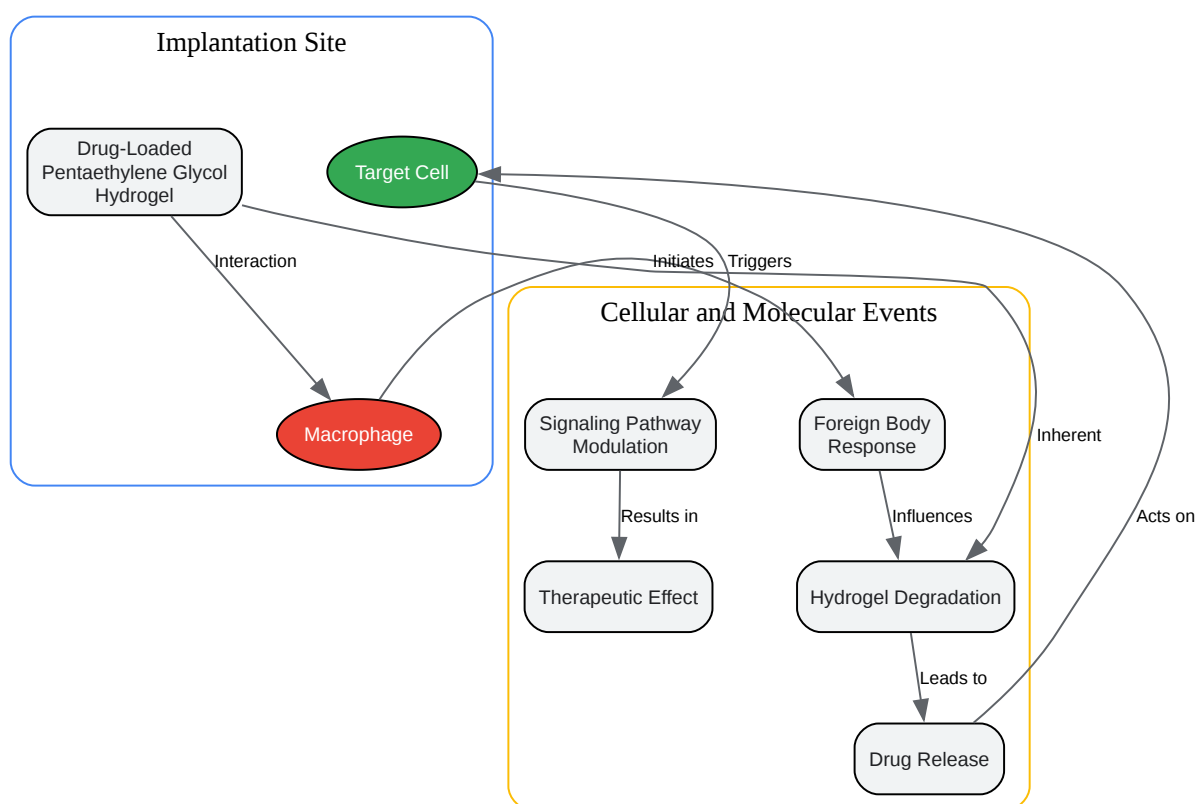 Implantation Site
Drug-Loaded
Pentaethylene Glycol
Hydrogel
Target Cell
Interaction
Initiates
Triggers
Cellular and Molecular Events
Macrophage
Signaling Pathway
Modulation
Foreign Body
Response
Inherent
Results in
Influences
Acts on
Therapeutic Effect
Hydrogel Degradation
Leads to
Drug Release